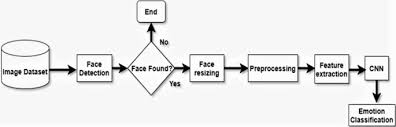 End
No
Image Dataset
Face
Detection
Face Found?
Yes
Face
resizing
Preprocessing
Feature
extraction
CNN
Emotion
Classification